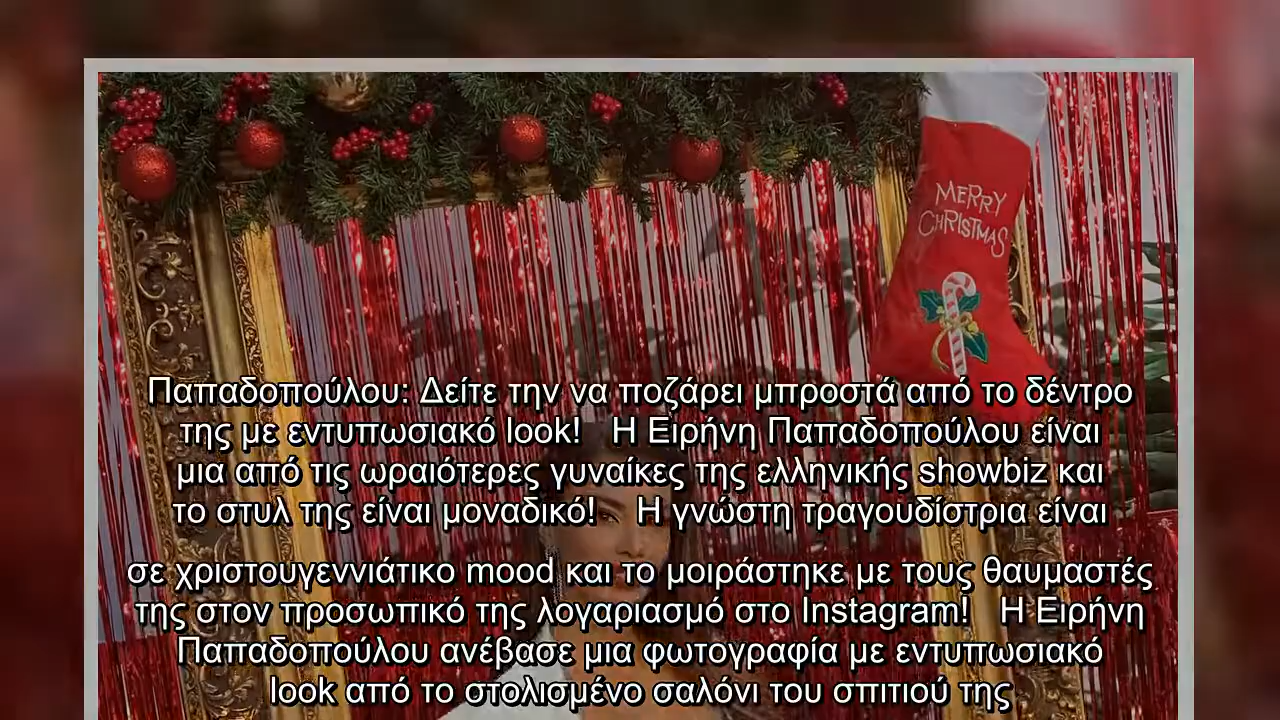 MERRY
CHRISTMAS
Παπαδοπούλου: Δείτε την να ποζάρει μπροστά από το δέντρο
της με εντυπωσιακό look! Η Ειρήνη Παπαδοπούλου είναι
μια από τις ωραιότερες γυναίκες της ελληνικής showbiz και
το στυλ της είναι μοναδικό! Η γνώστη τραγουδίστρια είναι
σε χριστουγεννιάτικο mood και το μοιράστηκε με τους θαυμαστές
της στον προσωπικό της λογαριασμό στο Instagram! Η Ειρήνη
Παπαδοπούλου ανέβασε μια φωτογραφία με εντυπωσιακό
look από το στολισμένο σαλόνι του σπιτιού της